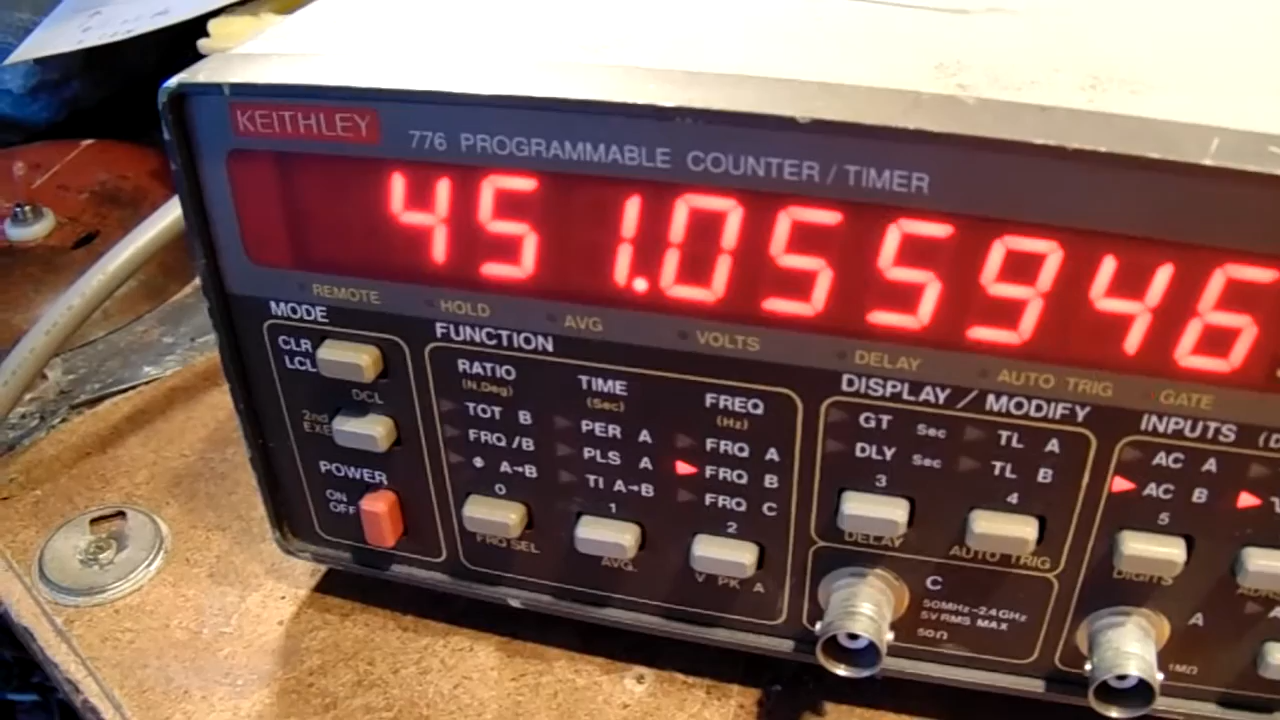 KEITHLEY
776 PROGRAMMABLE COUNTER / TIMER
451.055946
REMOTE HOLD AVG VOLTS DELAY AUTO TRIG GATE
MODE
CLR
LCL
DCL
2nd
EXE
POWER
ON
OFF
FUNCTION
RATIO
(N.Deg)
TOT B
FRQ/B
Φ A→B
0
FRQ SEL
TIME
(Sec)
PER A
PLS A
TI A→B
1
AVG.
FREQ
(Hz)
FRQ A
FRQ B
FRQ C
2
V PK A
DISPLAY / MODIFY
GT Sec
DLY Sec
3
DELAY
TL A
TL B
4
AUTO TRIG
C
50MHz-2.4GHz
5V RMS MAX
50Ω
INPUTS
AC A
AC B
5
DIGITS
A
1MΩ